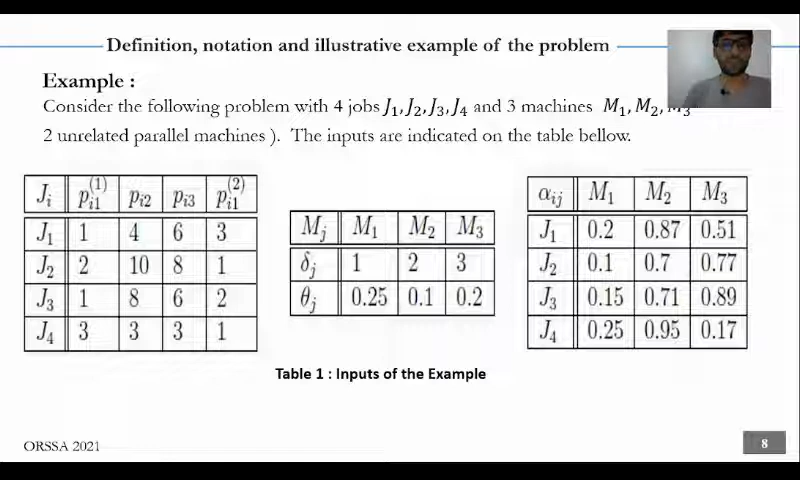 Definition, notation and illustrative example of the problem
Example :
Consider the following problem with 4 jobs J₁,J₂,J₃,J₄ and 3 machines M₁,M₂,M₃
2 unrelated parallel machines ). The inputs are indicated on the table bellow.
Jᵢ pᵢ₁⁽¹⁾ pᵢ₂ pᵢ₃ pᵢ₁⁽²⁾
J₁ 1 4 6 3
J₂ 2 10 8 1
J₃ 1 8 6 2
J₄ 3 3 3 1
Mⱼ M₁ M₂ M₃
δⱼ 1 2 3
θⱼ 0.25 0.1 0.2
αᵢⱼ M₁ M₂ M₃
J₁ 0.2 0.87 0.51
J₂ 0.1 0.7 0.77
J₃ 0.15 0.71 0.89
J₄ 0.25 0.95 0.17
Table 1 : Inputs of the Example
ORSSA 2021
8